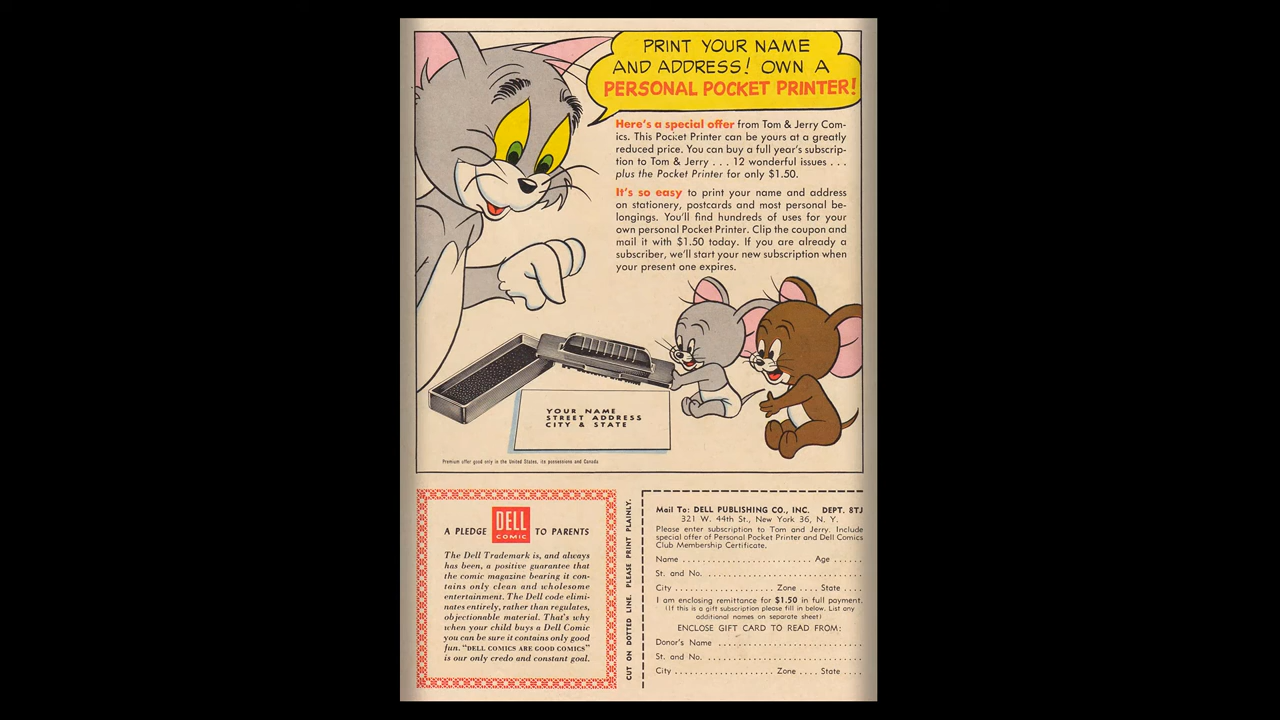 PRINT YOUR NAME
AND ADDRESS! OWN A
PERSONAL POCKET PRINTER!
Here's a special offer from Tom & Jerry Com-
ics. This Pocket Printer can be yours at a greatly
reduced price. You can buy a full year's subscrip-
tion to Tom & Jerry . . . 12 wonderful issues . . .
plus the Pocket Printer for only $1.50.
It's so easy to print your name and address
on stationery, postcards and most personal be-
longings. You'll find hundreds of uses for your
own personal Pocket Printer. Clip the coupon and
mail it with $1.50 today. If you are already a
subscriber, we'll start your new subscription when
your present one expires.
YOUR NAME
STREET ADDRESS
CITY & STATE
Premium offer good only in the United States, its possessions and Canada
A PLEDGE DELL COMIC TO PARENTS
The Dell Trademark is, and always
has been, a positive guarantee that
the comic magazine bearing it con-
tains only clean and wholesome
entertainment. The Dell code elimi-
nates entirely, rather than regulates,
objectionable material. That's why
when your child buys a Dell Comic
you can be sure it contains only good
fun. "DELL COMICS ARE GOOD COMICS"
is our only credo and constant goal.
CUT ON DOTTED LINE. PLEASE PRINT PLAINLY.
Mail To: DELL PUBLISHING CO., INC. DEPT. 8TJ
321 W. 44th St., New York 36, N. Y.
Please enter subscription to Tom and Jerry. Include
special offer of Personal Pocket Printer and Dell Comics
Club Membership Certificate.
Name . . . . . . . . . . . . . . . . . . . . . . . . . . Age . . . . . .
St. and No. . . . . . . . . . . . . . . . . . . . . . . . . . . . . . .
City . . . . . . . . . . . . . . . . . . . . . Zone . . . . State . . . . .
I am enclosing remittance for $1.50 in full payment.
(If this is a gift subscription please fill in below. List any
additional names on separate sheet)
ENCLOSE GIFT CARD TO READ FROM:
Donor's Name . . . . . . . . . . . . . . . . . . . . . . . . . . . . .
St. and No. . . . . . . . . . . . . . . . . . . . . . . . . . . . . . .
City . . . . . . . . . . . . . . . . . . . . . Zone . . . . State . . . .